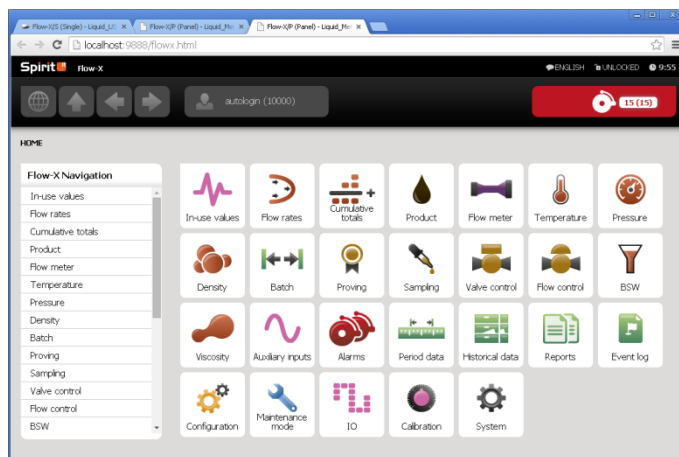 Flow-X/S (Single) - Liquid_LIC
Flow-X/P (Panel) - Liquid_Me
Flow-X/P (Panel) - Liquid_Me
localhost:9888/flowx.html
Spirit Flow-X
ENGLISH UNLOCKED 9:55
autologin (10000)
15 (15)
HOME
Flow-X Navigation
In-use values
Flow rates
Cumulative totals
Product
Flow meter
Temperature
Pressure
Density
Batch
Proving
Sampling
Valve control
Flow control
BSW
In-use values Flow rates Cumulative totals Product Flow meter Temperature Pressure
Density Batch Proving Sampling Valve control Flow control BSW
Viscosity Auxiliary inputs Alarms Period data Historical data Reports Event log
Configuration Maintenance mode IO Calibration System